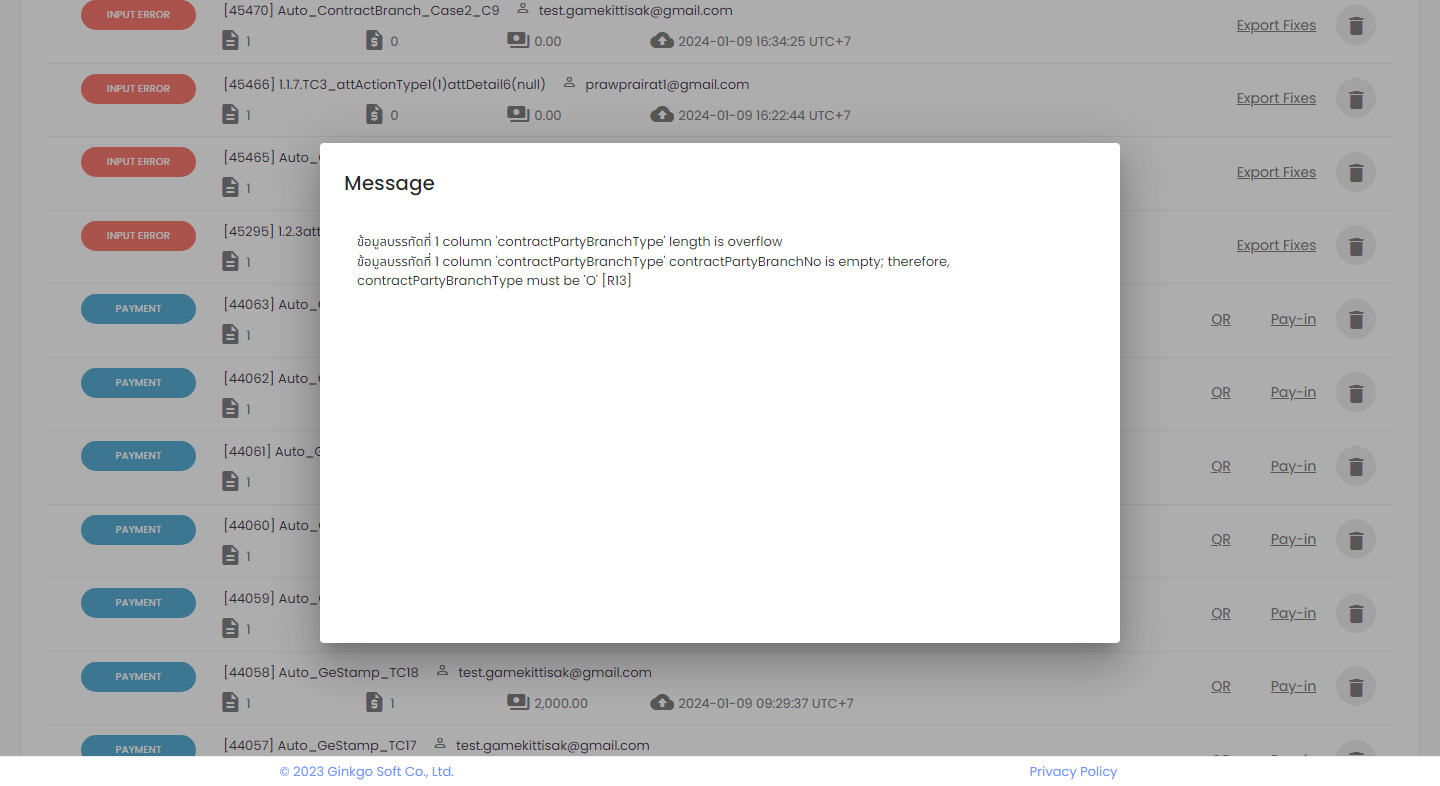 INPUT ERROR [45470] Auto_ContractBranch_Case2_C9 test.gamekittisak@gmail.com
1 0 0.00 2024-01-09 16:34:25 UTC+7 Export Fixes
INPUT ERROR [45466] 1.1.7.TC3_attActionType1(1)attDetail6(null) prawprairat1@gmail.com
1 0 0.00 2024-01-09 16:22:44 UTC+7 Export Fixes
INPUT ERROR [45465] Auto_
1 Export Fixes
Message
INPUT ERROR [45295] 1.2.3att
1 Export Fixes
ข้อมูลบรรทัดที่ 1 column 'contractPartyBranchType' length is overflow
ข้อมูลบรรทัดที่ 1 column 'contractPartyBranchType' contractPartyBranchNo is empty; therefore,
contractPartyBranchType must be 'O' [R13]
PAYMENT [44063] Auto_
1 QR Pay-in
PAYMENT [44062] Auto_
1 QR Pay-in
PAYMENT [44061] Auto_
1 QR Pay-in
PAYMENT [44060] Auto_
1 QR Pay-in
PAYMENT [44059] Auto_
1 QR Pay-in
PAYMENT [44058] Auto_GeStamp_TC18 test.gamekittisak@gmail.com
1 1 2,000.00 2024-01-09 09:29:37 UTC+7 QR Pay-in
PAYMENT [44057] Auto_GeStamp_TC17 test.gamekittisak@gmail.com
© 2023 Ginkgo Soft Co., Ltd. Privacy Policy